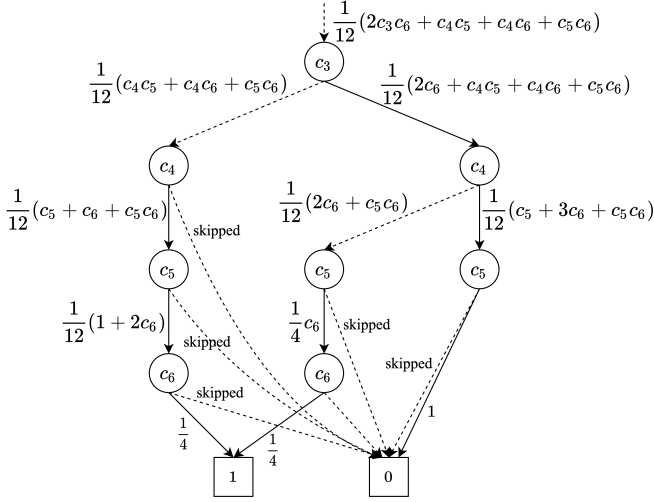 1/12(2c₃c₆ + c₄c₅ + c₄c₆ + c₅c₆)
c₃
1/12(c₄c₅ + c₄c₆ + c₅c₆)
1/12(2c₆ + c₄c₅ + c₄c₆ + c₅c₆)
c₄
c₄
1/12(c₅ + c₆ + c₅c₆)
skipped
1/12(2c₆ + c₅c₆)
1/12(c₅ + 3c₆ + c₅c₆)
c₅
c₅
c₅
1/12(1 + 2c₆)
skipped
1/4c₆
skipped
skipped
c₆
skipped
c₆
1/4
1/4
1
1
0